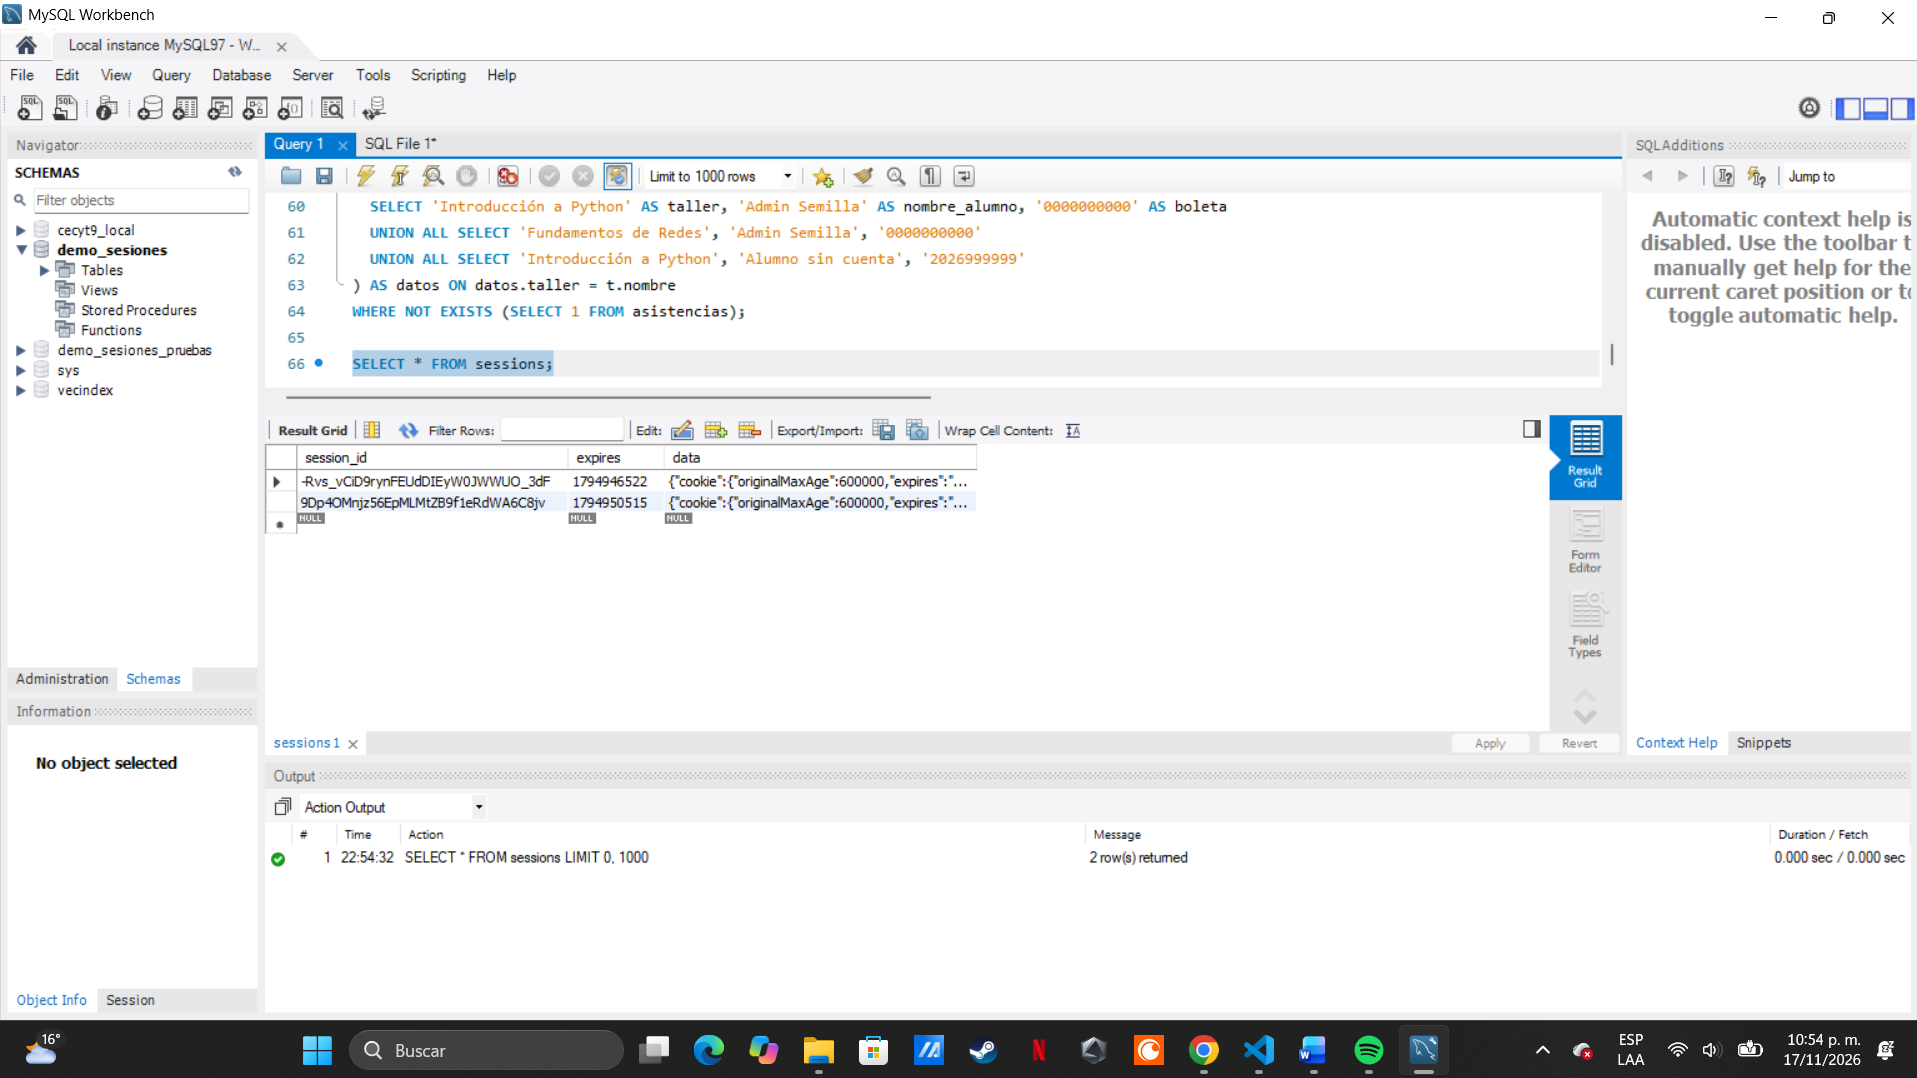 MySQL Workbench
Local instance MySQL97 - W...
File Edit View Query Database Server Tools Scripting Help
Navigator
SCHEMAS
Filter objects
cecyt9_local
demo_sesiones
Tables
Views
Stored Procedures
Functions
demo_sesiones_pruebas
sys
vecindex
Administration Schemas
Information
No object selected
Object Info Session
Query 1 SQL File 1*
Limit to 1000 rows
60 SELECT 'Introducción a Python' AS taller, 'Admin Semilla' AS nombre_alumno, '0000000000' AS boleta
61 UNION ALL SELECT 'Fundamentos de Redes', 'Admin Semilla', '0000000000'
62 UNION ALL SELECT 'Introducción a Python', 'Alumno sin cuenta', '2026999999'
63 ) AS datos ON datos.taller = t.nombre
64 WHERE NOT EXISTS (SELECT 1 FROM asistencias);
65
66 SELECT * FROM sessions;
Result Grid Filter Rows: Edit: Export/Import: Wrap Cell Content:
session_id expires data
-Rvs_vCiD9rynFEUdDIEyW0JWWUO_3dF 1794946522 {"cookie":{"originalMaxAge":600000,"expires":"...
9Dp4OMnjz56EpMLMtZB9f1eRdWA6C8jv 1794950515 {"cookie":{"originalMaxAge":600000,"expires":"...
NULL NULL NULL
Result Grid
Form Editor
Field Types
sessions 1
Apply Revert
SQLAdditions
Jump to
Automatic context help is
disabled. Use the toolbar t
manually get help for the
current caret position or to
toggle automatic help.
Context Help Snippets
Output
Action Output
# Time Action Message Duration / Fetch
1 22:54:32 SELECT * FROM sessions LIMIT 0, 1000 2 row(s) returned 0.000 sec / 0.000 sec
16°
Buscar
ESP
LAA
10:54 p. m.
17/11/2026